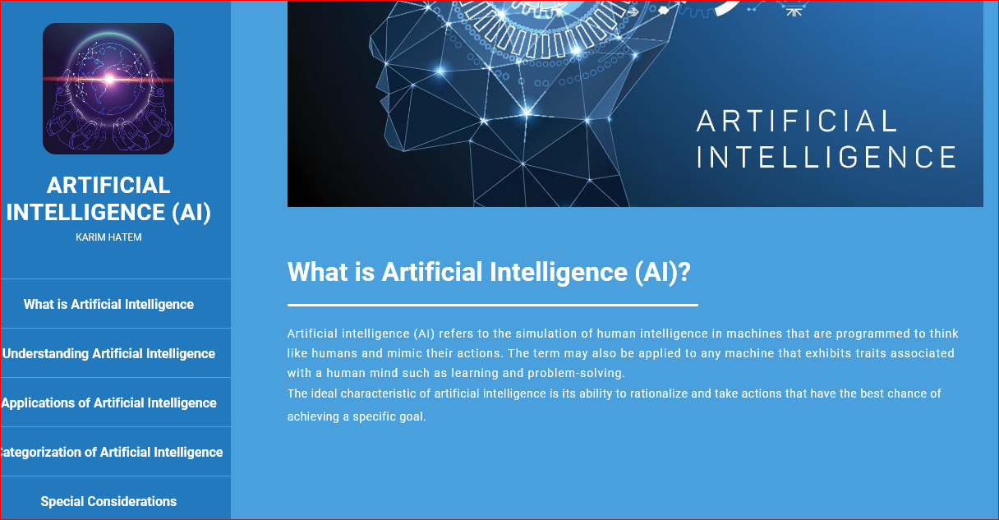 ARTIFICIAL
INTELLIGENCE (AI)
KARIM HATEM
What is Artificial Intelligence
Understanding Artificial Intelligence
Applications of Artificial Intelligence
Categorization of Artificial Intelligence
Special Considerations
ARTIFICIAL
INTELLIGENCE
What is Artificial Intelligence (AI)?
Artificial intelligence (AI) refers to the simulation of human intelligence in machines that are programmed to think
like humans and mimic their actions. The term may also be applied to any machine that exhibits traits associated
with a human mind such as learning and problem-solving.
The ideal characteristic of artificial intelligence is its ability to rationalize and take actions that have the best chance of
achieving a specific goal.